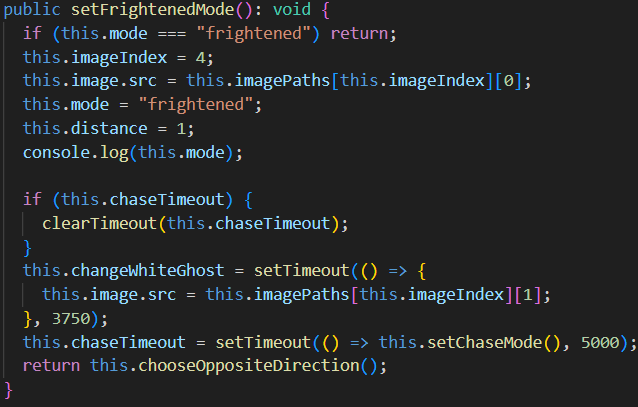 public setFrightenedMode(): void {
if (this.mode === "frightened") return;
this.imageIndex = 4;
this.image.src = this.imagePaths[this.imageIndex][0];
this.mode = "frightened";
this.distance = 1;
console.log(this.mode);
if (this.chaseTimeout) {
clearTimeout(this.chaseTimeout);
}
this.changeWhiteGhost = setTimeout(() => {
this.image.src = this.imagePaths[this.imageIndex][1];
}, 3750);
this.chaseTimeout = setTimeout(() => this.setChaseMode(), 5000);
return this.chooseOppositeDirection();
}